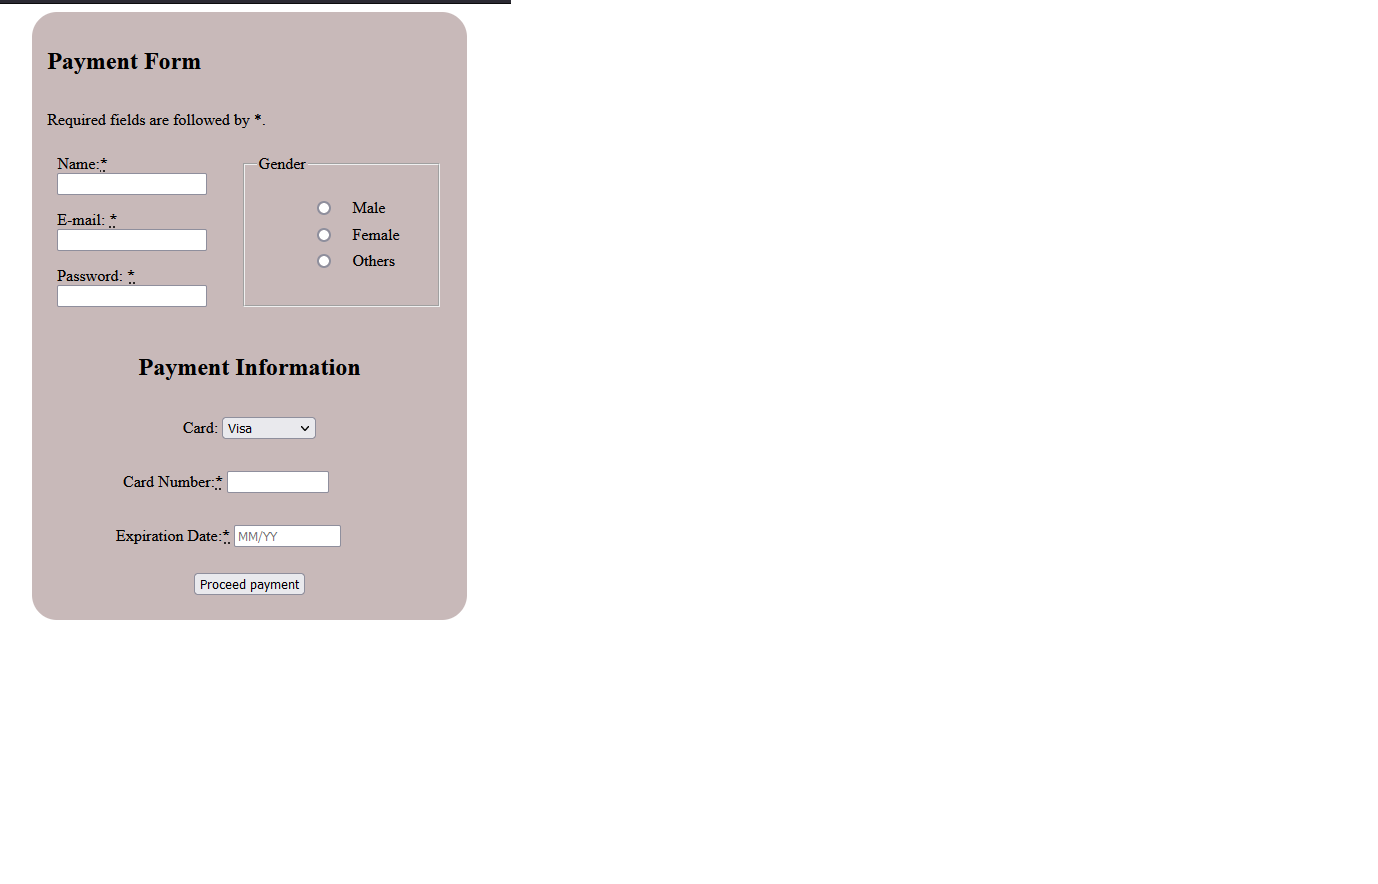 Payment Form
Required fields are followed by *.
Name:*
Gender
Male
E-mail: *
Female
Others
Password: *
Payment Information
Card: Visa
Card Number:*
Expiration Date:* MM/YY
Proceed payment